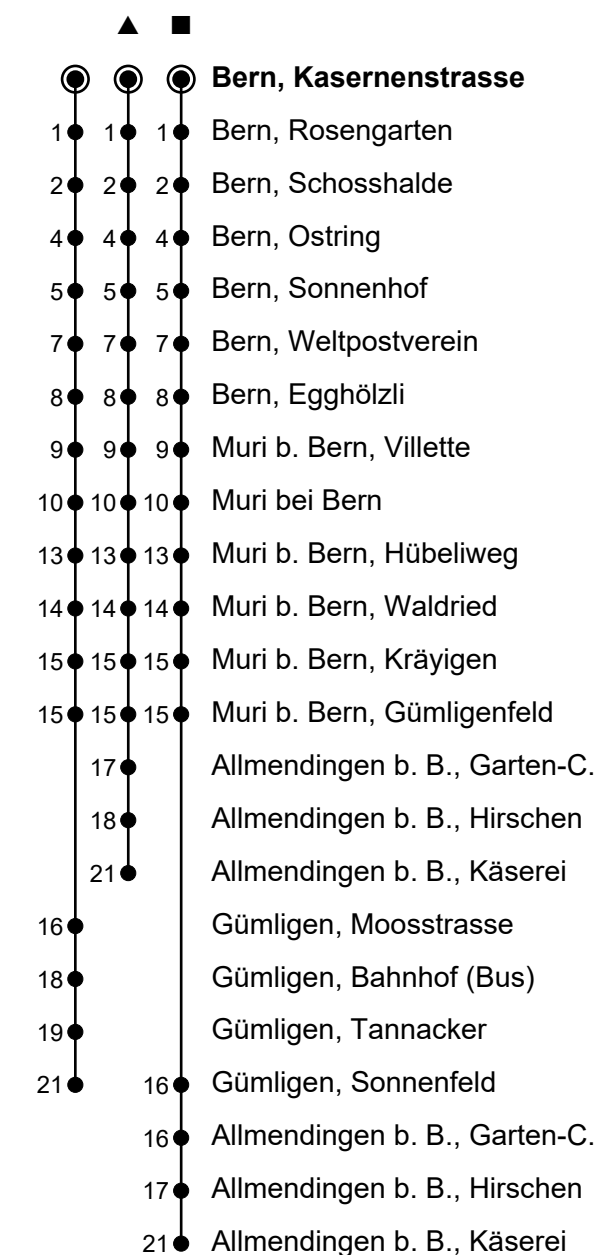 ▲ ■
Bern, Kasernenstrasse
1 1 1 Bern, Rosengarten
2 2 2 Bern, Schosshalde
4 4 4 Bern, Ostring
5 5 5 Bern, Sonnenhof
7 7 7 Bern, Weltpostverein
8 8 8 Bern, Egghölzli
9 9 9 Muri b. Bern, Villette
10 10 10 Muri bei Bern
13 13 13 Muri b. Bern, Hübeliweg
14 14 14 Muri b. Bern, Waldried
15 15 15 Muri b. Bern, Kräyigen
15 15 15 Muri b. Bern, Gümligenfeld
17 Allmendingen b. B., Garten-C.
18 Allmendingen b. B., Hirschen
21 Allmendingen b. B., Käserei
16 Gümligen, Moosstrasse
18 Gümligen, Bahnhof (Bus)
19 Gümligen, Tannacker
21 16 Gümligen, Sonnenfeld
16 Allmendingen b. B., Garten-C.
17 Allmendingen b. B., Hirschen
21 Allmendingen b. B., Käserei